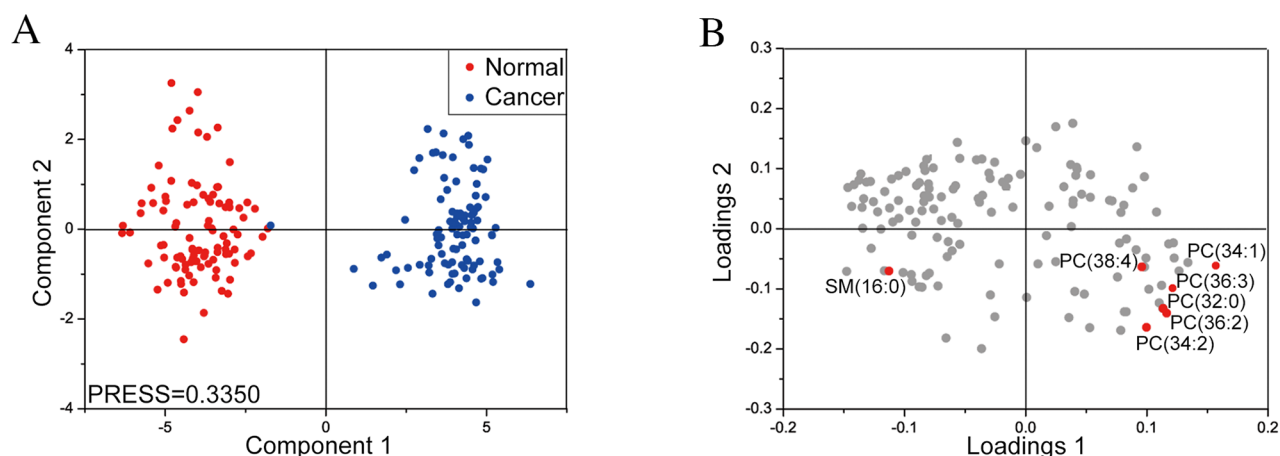 A
4
2
0
-2
-4
Component 2
Normal
Cancer
PRESS=0.3350
-5
0
5
Component 1
B
0.3
0.2
0.1
0.0
-0.1
-0.2
-0.3
Loadings 2
SM(16:0)
PC(38:4)
PC(34:1)
PC(36:3)
PC(32:0)
PC(36:2)
PC(34:2)
-0.2
-0.1
0.0
0.1
0.2
Loadings 1